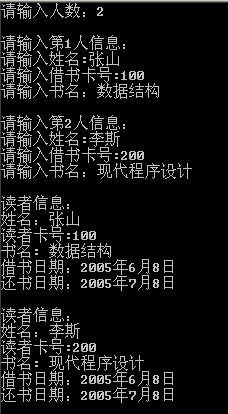 请输入人数：2
请输入第1人信息：
请输入姓名:张山
请输入借书卡号:100
请输入书名：数据结构
请输入第2人信息：
请输入姓名:李斯
请输入借书卡号:200
请输入书名：现代程序设计
读者信息：
姓名：张山
读者卡号:100
书名：数据结构
借书日期：2005年6月8日
还书日期：2005年7月8日
读者信息：
姓名：李斯
读者卡号:200
书名：现代程序设计
借书日期：2005年6月8日
还书日期：2005年7月8日